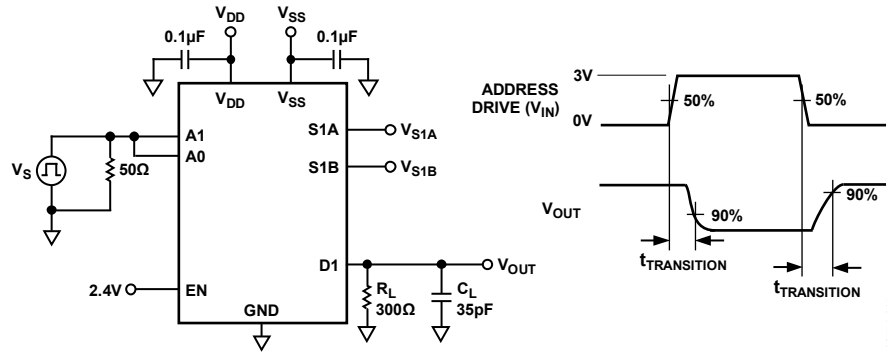 VDD
VSS
0.1µF
0.1µF
VDD
VSS
A1
A0
S1A
VS1A
S1B
VS1B
VS
50Ω
D1
VOUT
2.4V
EN
GND
RL
300Ω
CL
35pF
ADDRESS
DRIVE (VIN)
3V
0V
50%
50%
VOUT
90%
90%
tTRANSITION
tTRANSITION